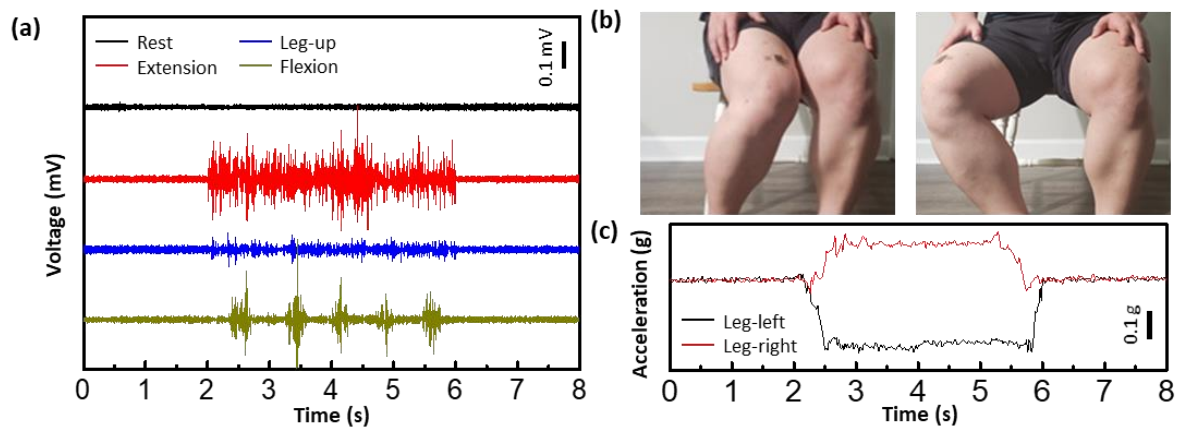 (a)
Rest
Leg-up
Extension
Flexion
0.1 mV
Voltage (mV)
0 1 2 3 4 5 6 7 8
Time (s)
(b)
(c)
Acceleration (g)
Leg-left
Leg-right
0.1 g
0 1 2 3 4 5 6 7 8
Time (s)